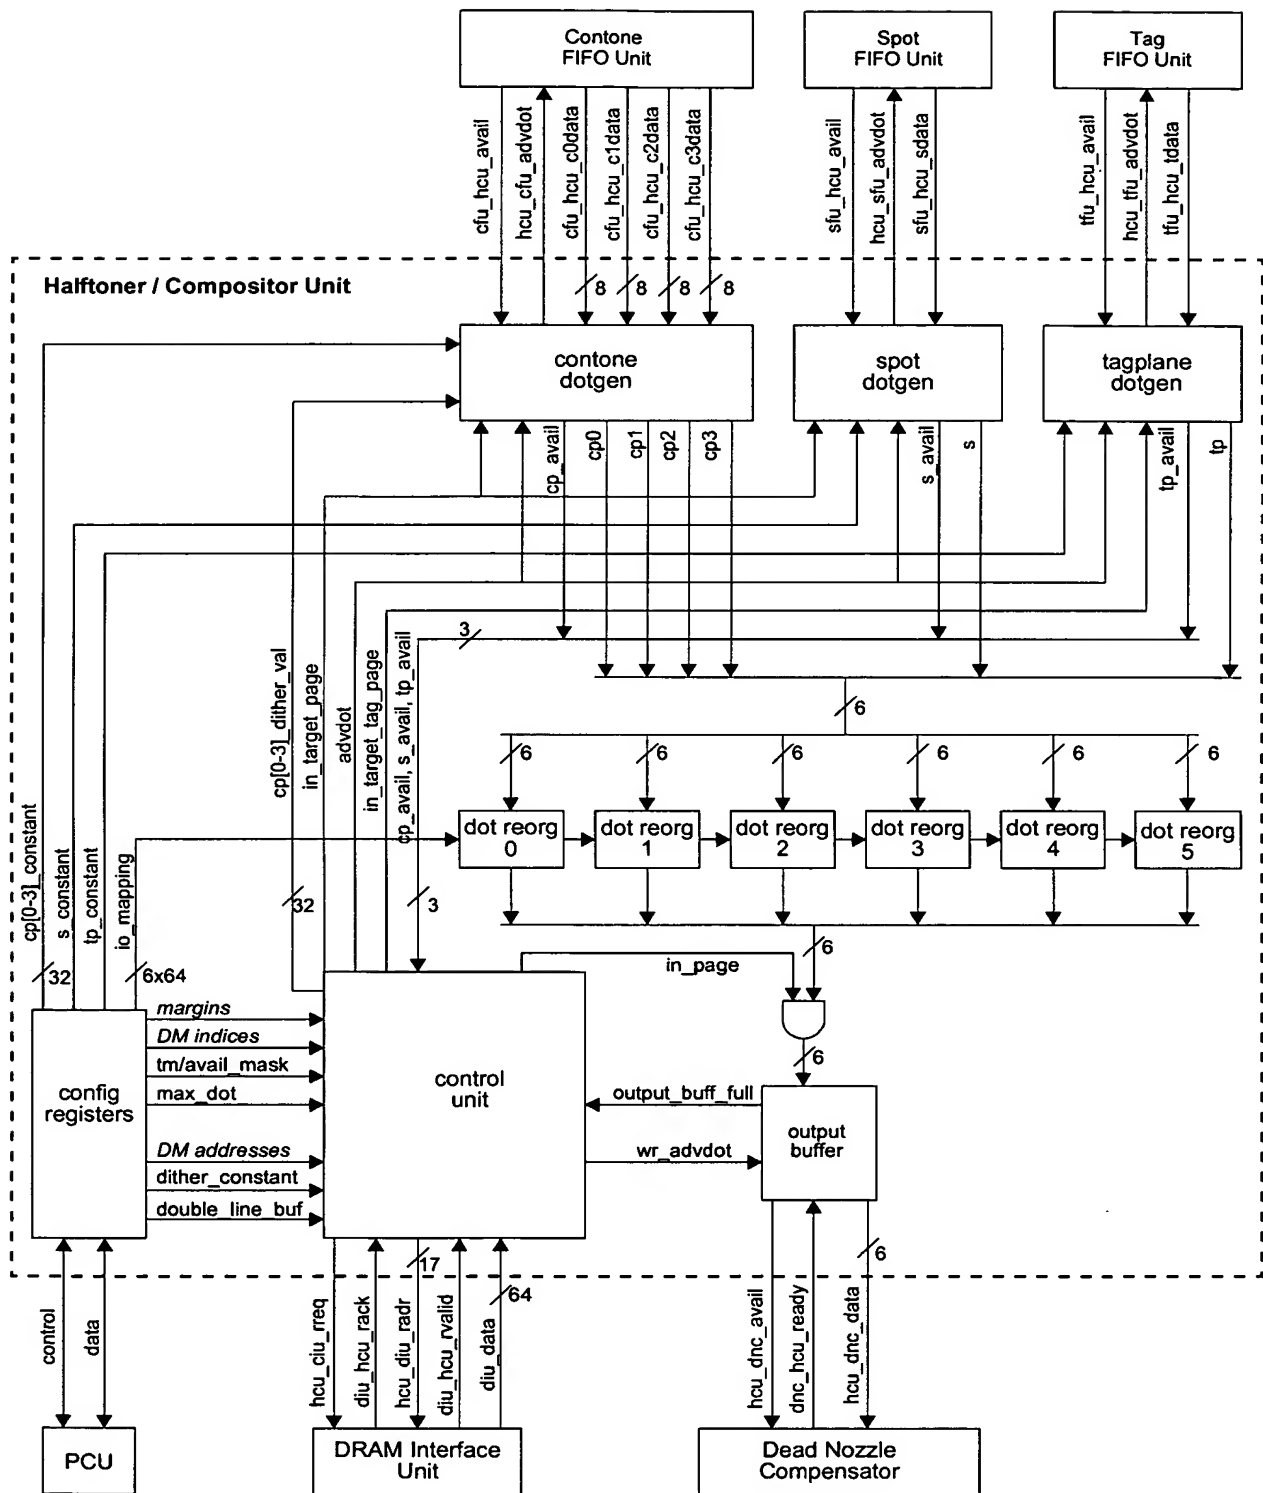 Contone
FIFO Unit
Spot
FIFO Unit
Tag
FIFO Unit
cfu_hcu_avail
hcu_cfu_advdot
cfu_hcu_c0data
cfu_hcu_c1data
cfu_hcu_c2data
cfu_hcu_c3data
sfu_hcu_avail
hcu_sfu_advdot
sfu_hcu_sdata
tfu_hcu_avail
hcu_tfu_advdot
tfu_hcu_tdata
Halftoner / Compositor Unit
8
8
8
8
contone
dotgen
spot
dotgen
tagplane
dotgen
cp_avail
cp0
cp1
cp2
cp3
s_avail
s
tp_avail
tp
3
cp[0-3]_dither_val
in_target_page
advdot
in_target_tag_page
cp_avail, s_avail, tp_avail
6
6
6
6
6
6
6
dot reorg
0
dot reorg
1
dot reorg
2
dot reorg
3
dot reorg
4
dot reorg
5
cp[0-3]_constant
s_constant
tp_constant
io_mapping
32
3
6
32
6x64
in_page
margins
DM indices
tm/avail_mask
max_dot
DM addresses
dither_constant
double_line_buf
config
registers
control
unit
6
output_buff_full
wr_advdot
output
buffer
17
64
6
control
data
hcu_ciu_rreq
diu_hcu_rack
hcu_diu_radr
diu_hcu_rvalid
diu_data
hcu_dnc_avail
dnc_hcu_ready
hcu_dnc_data
PCU
DRAM Interface
Unit
Dead Nozzle
Compensator